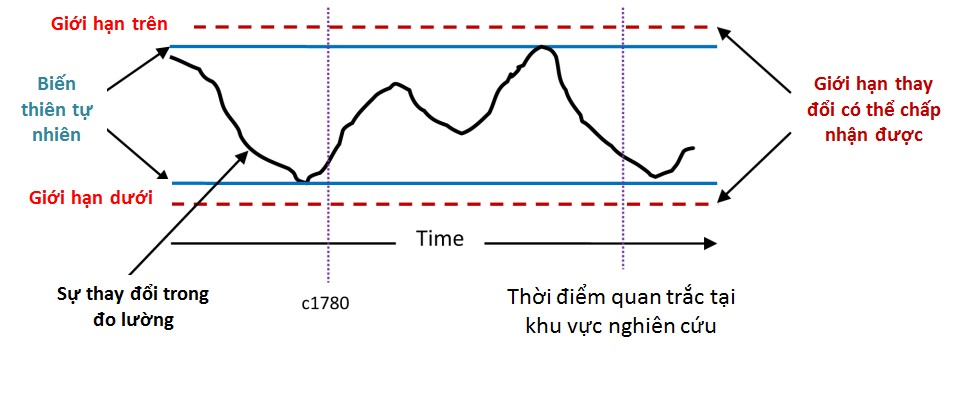 Giới hạn trên
Biến
thiên tự
nhiên
Giới hạn thay
đổi có thể chấp
nhận được
Giới hạn dưới
Time
Sự thay đổi trong
đo lường
c1780
Thời điểm quan trắc tại
khu vực nghiên cứu